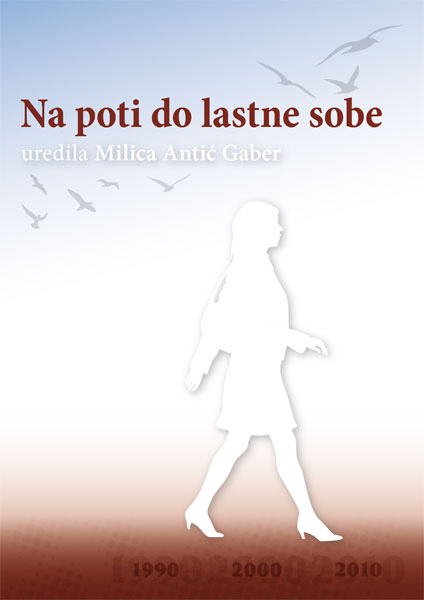 Na poti do lastne sobe
uredila Milica Antić Gaber
1990 2000 2010